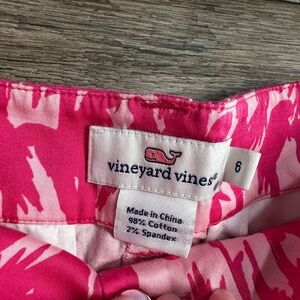 vineyard vines®
6
Made in China
98% Cotton
2% Spandex